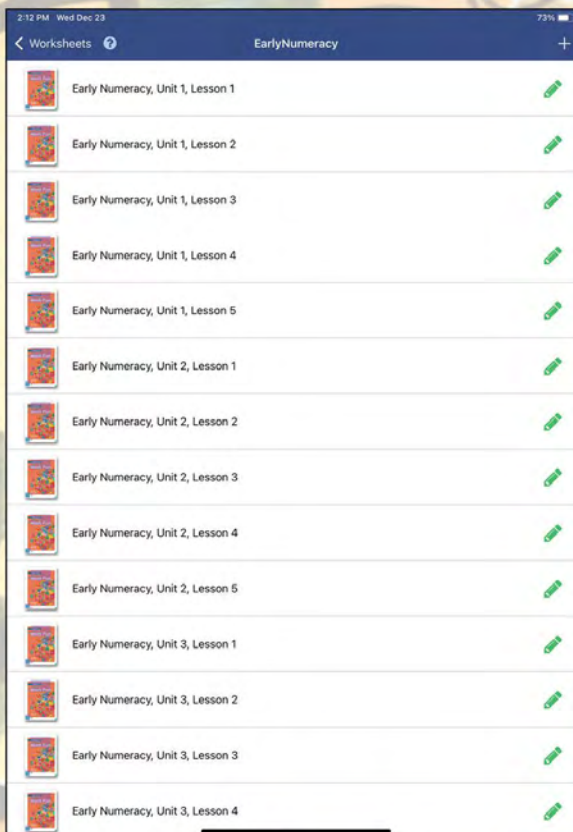 2:12 PM Wed Dec 23
73%
Worksheets
EarlyNumeracy
Early Numeracy, Unit 1, Lesson 1
Early Numeracy, Unit 1, Lesson 2
Early Numeracy, Unit 1, Lesson 3
Early Numeracy, Unit 1, Lesson 4
Early Numeracy, Unit 1, Lesson 5
Early Numeracy, Unit 2, Lesson 1
Early Numeracy, Unit 2, Lesson 2
Early Numeracy, Unit 2, Lesson 3
Early Numeracy, Unit 2, Lesson 4
Early Numeracy, Unit 2, Lesson 5
Early Numeracy, Unit 3, Lesson 1
Early Numeracy, Unit 3, Lesson 2
Early Numeracy, Unit 3, Lesson 3
Early Numeracy, Unit 3, Lesson 4